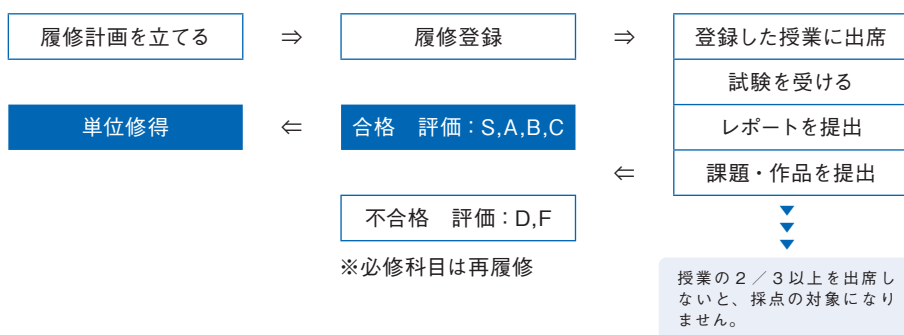 履修計画を立てる ⇒ 履修登録 ⇒ 登録した授業に出席
試験を受ける
単位修得 ⇐ 合格 評価：S,A,B,C レポートを提出
⇐ 課題・作品を提出
不合格 評価：D,F
※必修科目は再履修
授業の２／３以上を出席し
ないと、採点の対象になり
ません。